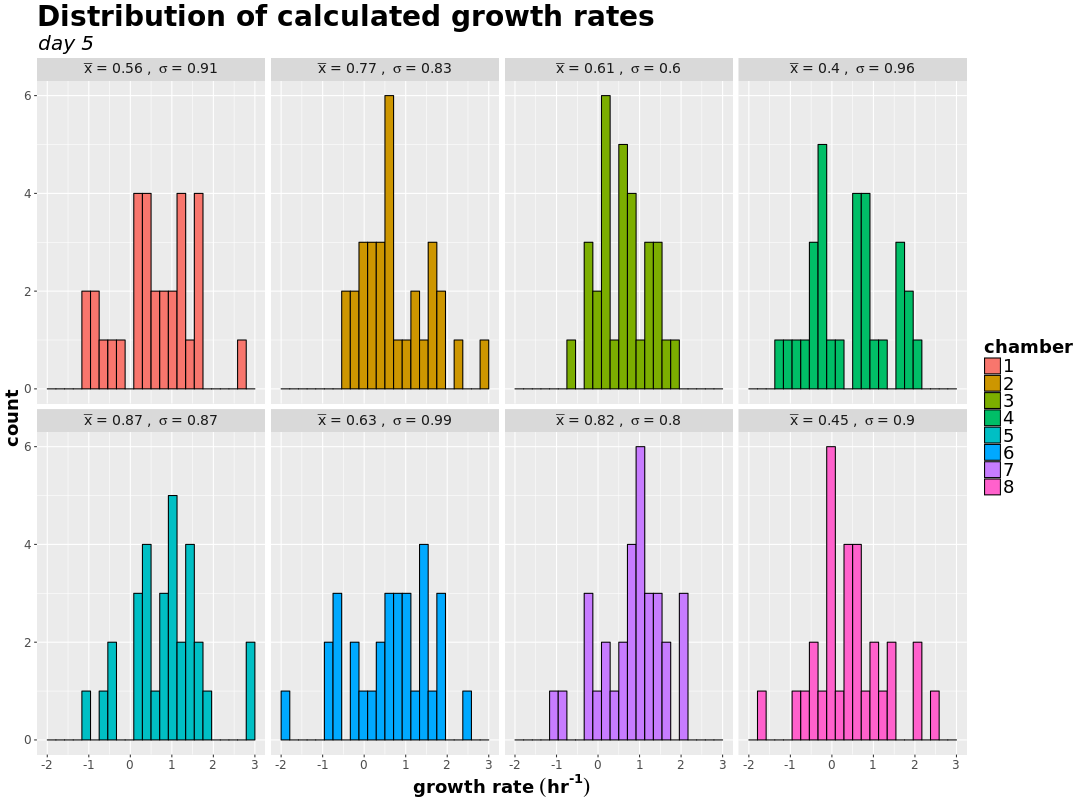 Distribution of calculated growth rates
day 5
x̅ = 0.56 , σ = 0.91
x̅ = 0.77 , σ = 0.83
x̅ = 0.61 , σ = 0.6
x̅ = 0.4 , σ = 0.96
6
4
2
0
x̅ = 0.87 , σ = 0.87
x̅ = 0.63 , σ = 0.99
x̅ = 0.82 , σ = 0.8
x̅ = 0.45 , σ = 0.9
6
4
2
0
-2 -1 0 1 2 3
-2 -1 0 1 2 3
-2 -1 0 1 2 3
-2 -1 0 1 2 3
growth rate (hr⁻¹)
count
chamber
1
2
3
4
5
6
7
8